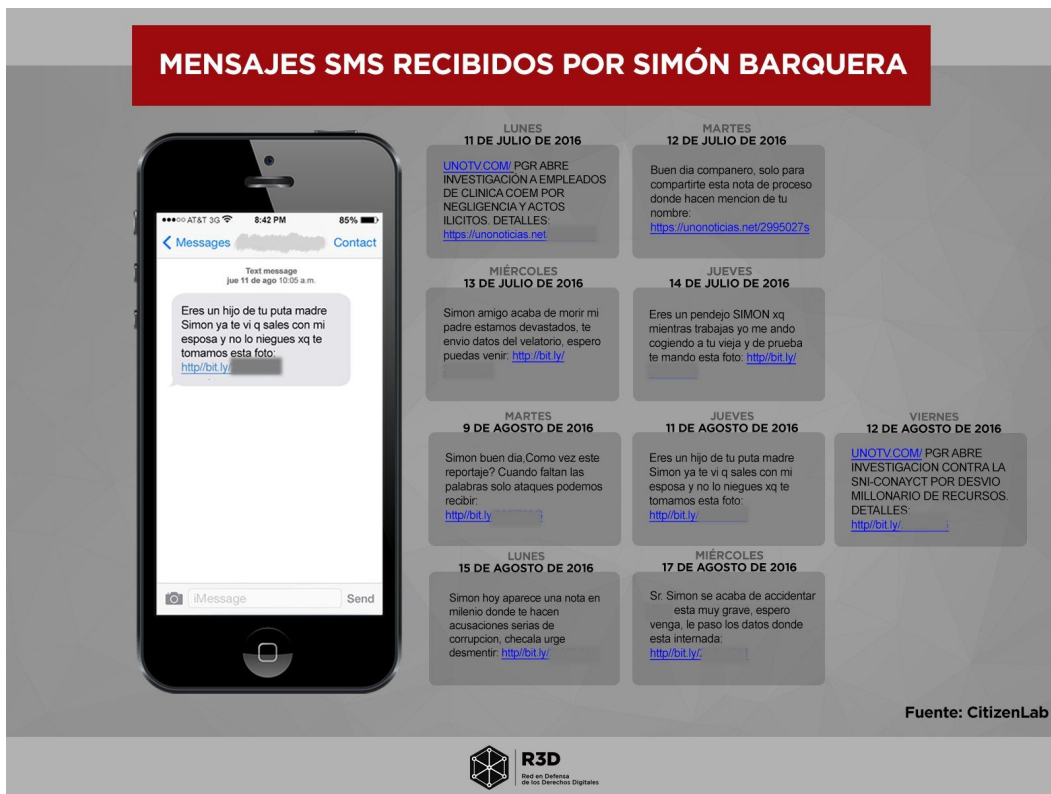 MENSAJES SMS RECIBIDOS POR SIMÓN BARQUERA
●●●○○ AT&T 3G 8:42 PM 85%
Messages Contact
Text message
jue 11 de ago 10:05 a.m.
Eres un hijo de tu puta madre
Simon ya te vi q sales con mi
esposa y no lo niegues xq te
tomamos esta foto:
http//bit.ly/
iMessage Send
LUNES
11 DE JULIO DE 2016
UNOTV.COM/ PGR ABRE
INVESTIGACIÓN A EMPLEADOS
DE CLINICA COEM POR
NEGLIGENCIA Y ACTOS
ILICITOS. DETALLES:
https://unonoticias.net
MARTES
12 DE JULIO DE 2016
Buen dia companero, solo para
compartirte esta nota de proceso
donde hacen mencion de tu
nombre:
https://unonoticias.net/2995027s
MIÉRCOLES
13 DE JULIO DE 2016
Simon amigo acaba de morir mi
padre estamos devastados, te
envio datos del velatorio, espero
puedas venir: http://bit.ly/
JUEVES
14 DE JULIO DE 2016
Eres un pendejo SIMON xq
mientras trabajas yo me ando
cogiendo a tu vieja y de prueba
te mando esta foto: http://bit.ly/
MARTES
9 DE AGOSTO DE 2016
Simon buen dia,Como vez este
reportaje? Cuando faltan las
palabras solo ataques podemos
recibir:
http//bit.ly
JUEVES
11 DE AGOSTO DE 2016
Eres un hijo de tu puta madre
Simon ya te vi q sales con mi
esposa y no lo niegues xq te
tomamos esta foto:
http//bit.ly/
VIERNES
12 DE AGOSTO DE 2016
UNOTV.COM/ PGR ABRE
INVESTIGACION CONTRA LA
SNI-CONAYCT POR DESVIO
MILLONARIO DE RECURSOS.
DETALLES:
http//bit.ly/
LUNES
15 DE AGOSTO DE 2016
Simon hoy aparece una nota en
milenio donde te hacen
acusaciones serias de
corrupcion, checala urge
desmentir: http//bit.ly/
MIÉRCOLES
17 DE AGOSTO DE 2016
Sr. Simon se acaba de accidentar
esta muy grave, espero
venga, le paso los datos donde
esta internada:
http//bit.ly/
Fuente: CitizenLab
R3D
Red en Defensa
de los Derechos Digitales